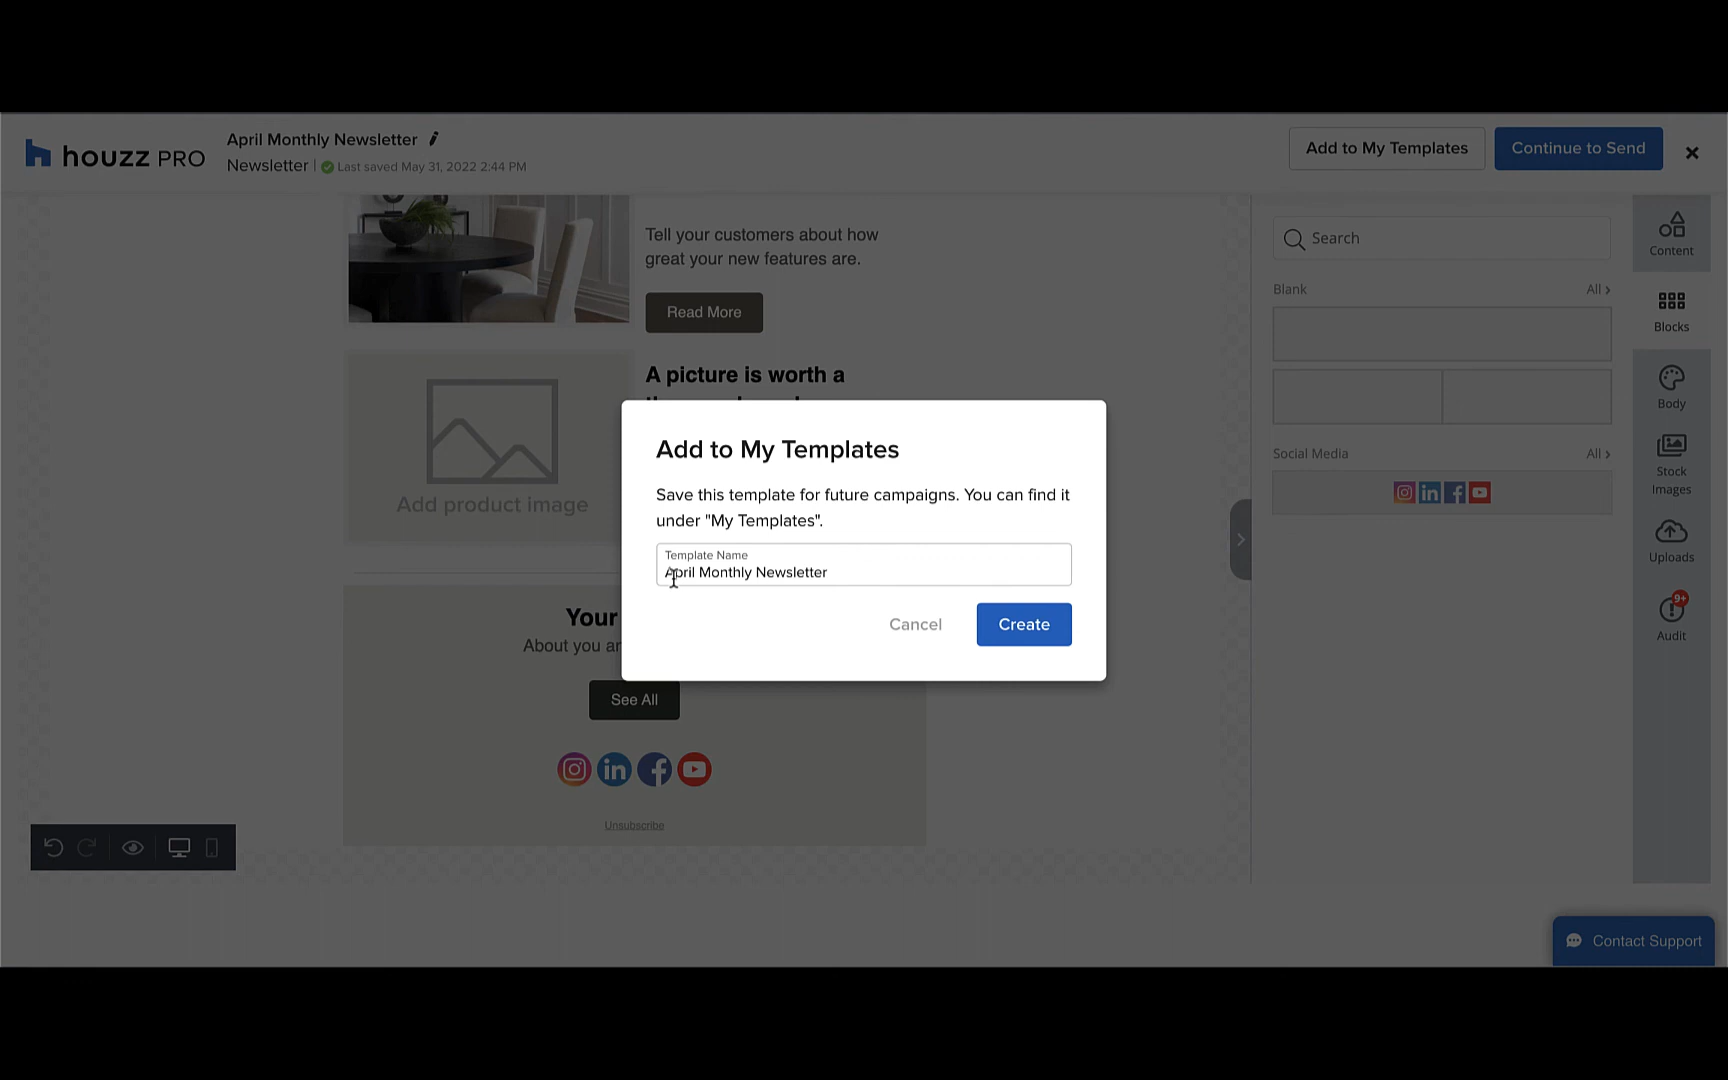 houzz PRO
April Monthly Newsletter
Newsletter | Last saved May 31, 2022 2:44 PM
Add to My Templates
Continue to Send
Tell your customers about how
great your new features are.
Read More
A picture is worth a
Add product image
Your
About you
See All
Unsubscribe
Add to My Templates
Save this template for future campaigns. You can find it
under "My Templates".
Template Name
April Monthly Newsletter
Cancel
Create
Search
Blank
All >
Social Media
All >
Content
Blocks
Body
Stock
Images
Uploads
9+
Audit
Contact Support